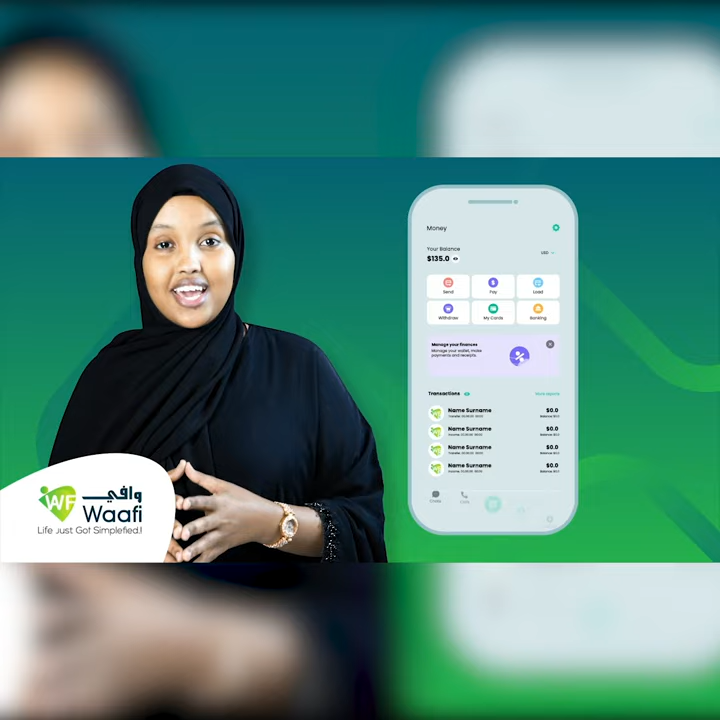 Money
Your Balance
$135.0
USD
Send
Pay
Load
Withdraw
My Cards
Banking
Manage your finances
Manage your wallet, make
payments and receipts.
Transactions
Name Surname
$0.0
Name Surname
$0.0
Name Surname
$0.0
Name Surname
$0.0
WF
وافي
Waafi
Life Just Got Simplefied.!